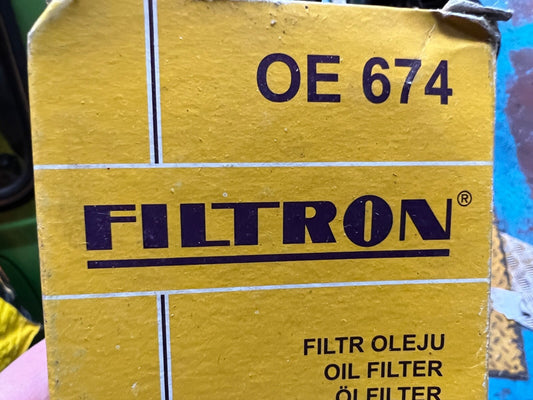 OE 674
FILTRON®
FILTR OLEJU
OIL FILTER
ÖLFILTER